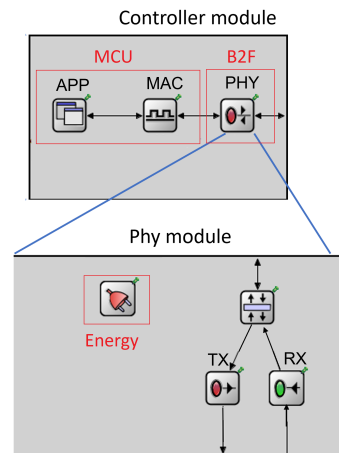 Controller module
MCU
B2F
APP
MAC
PHY
Phy module
Energy
TX
RX